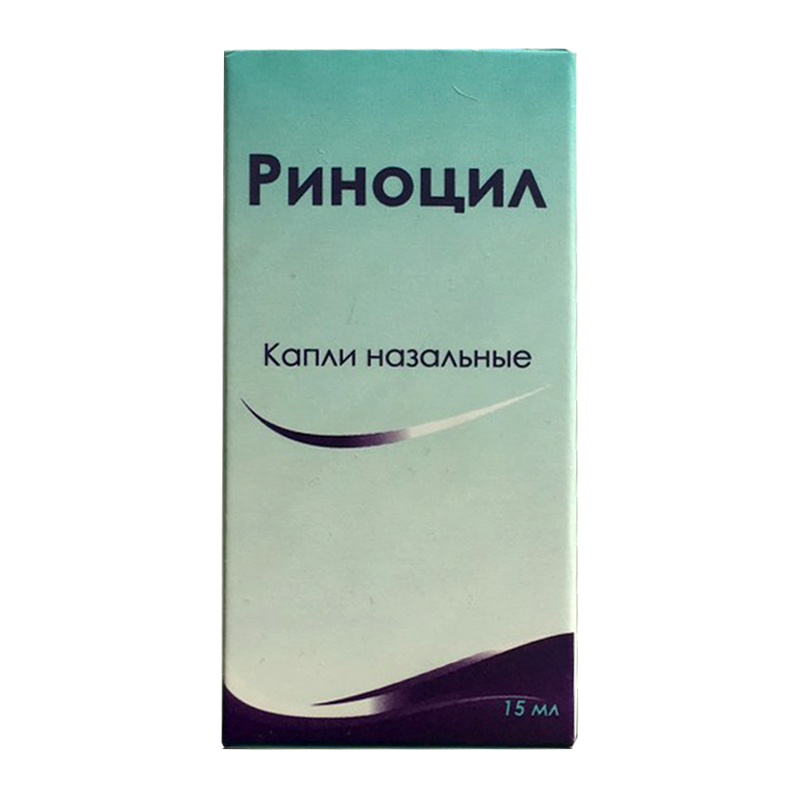 Риноцил
Капли назальные
15 мл